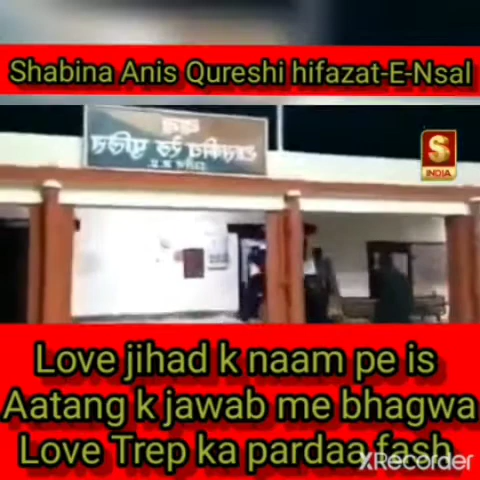 Shabina Anis Qureshi hifazat-E-Nsal
थाना
शासकीय रेल पुलिस
S
INDIA
Love jihad k naam pe is
Aatang k jawab me bhagwa
Love Trep ka pardaa fash
XRecorder